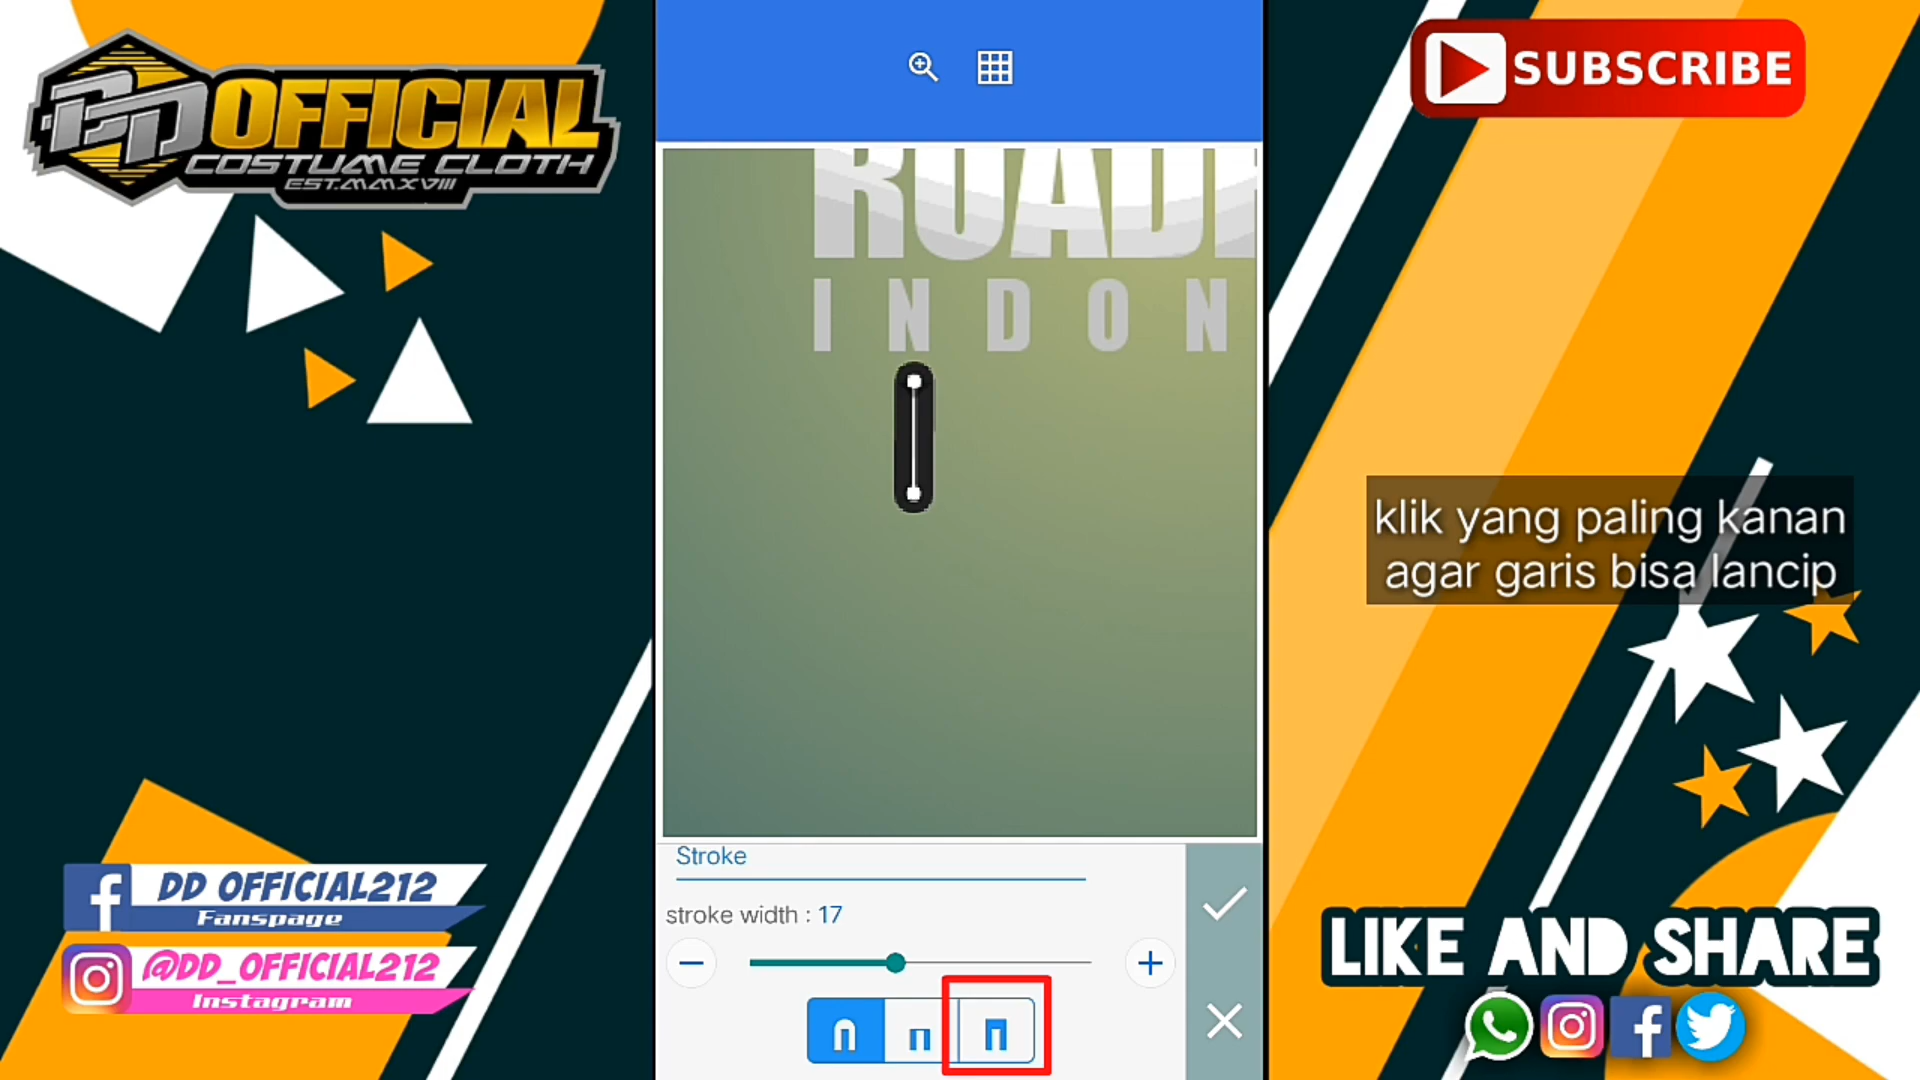 DD OFFICIAL
COSTUME CLOTH
EST.MMXVIII
SUBSCRIBE
INDON
klik yang paling kanan
agar garis bisa lancip
Stroke
stroke width : 17
DD OFFICIAL212
Fanspage
@DD_OFFICIAL212
Instagram
LIKE AND SHARE